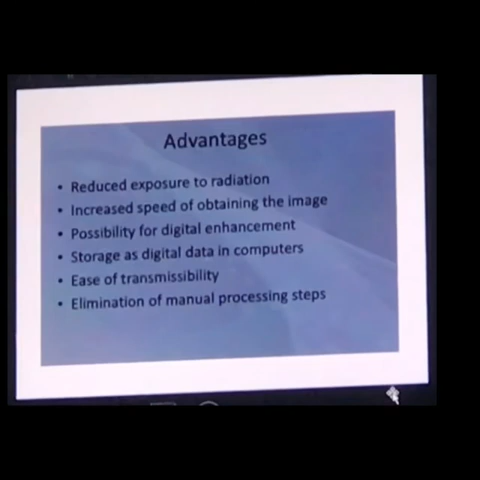 Advantages
• Reduced exposure to radiation
• Increased speed of obtaining the image
• Possibility for digital enhancement
• Storage as digital data in computers
• Ease of transmissibility
• Elimination of manual processing steps